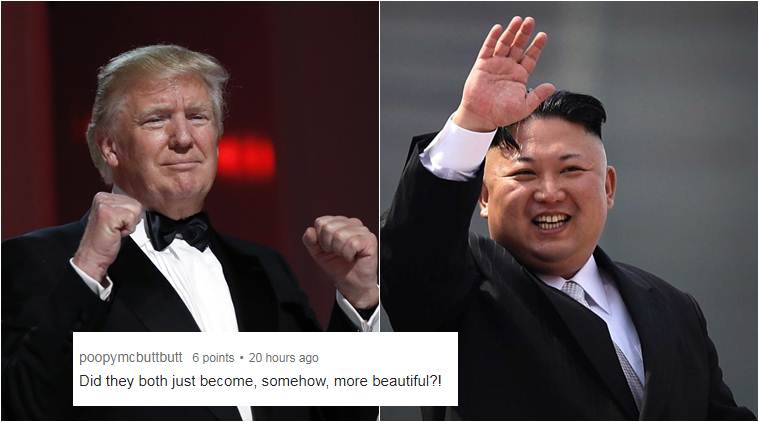 poopymcbuttbutt 6 points • 20 hours ago
Did they both just become, somehow, more beautiful?!